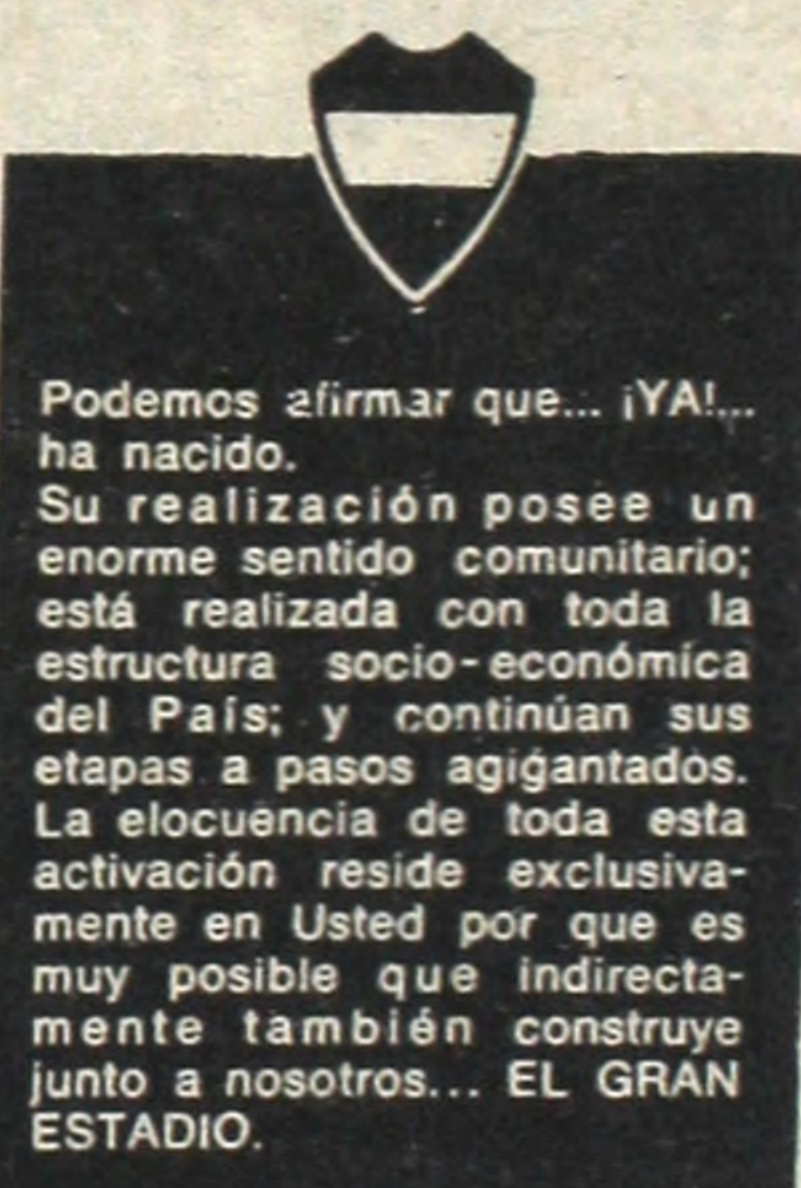 Podemos afirmar que... ¡YA!...
ha nacido.
Su realización posee un
enorme sentido comunitario;
está realizada con toda la
estructura socio-económica
del País; y continúan sus
etapas a pasos agigantados.
La elocuencia de toda esta
activación reside exclusiva-
mente en Usted por que es
muy posible que indirecta-
mente también construye
junto a nosotros... EL GRAN
ESTADIO.